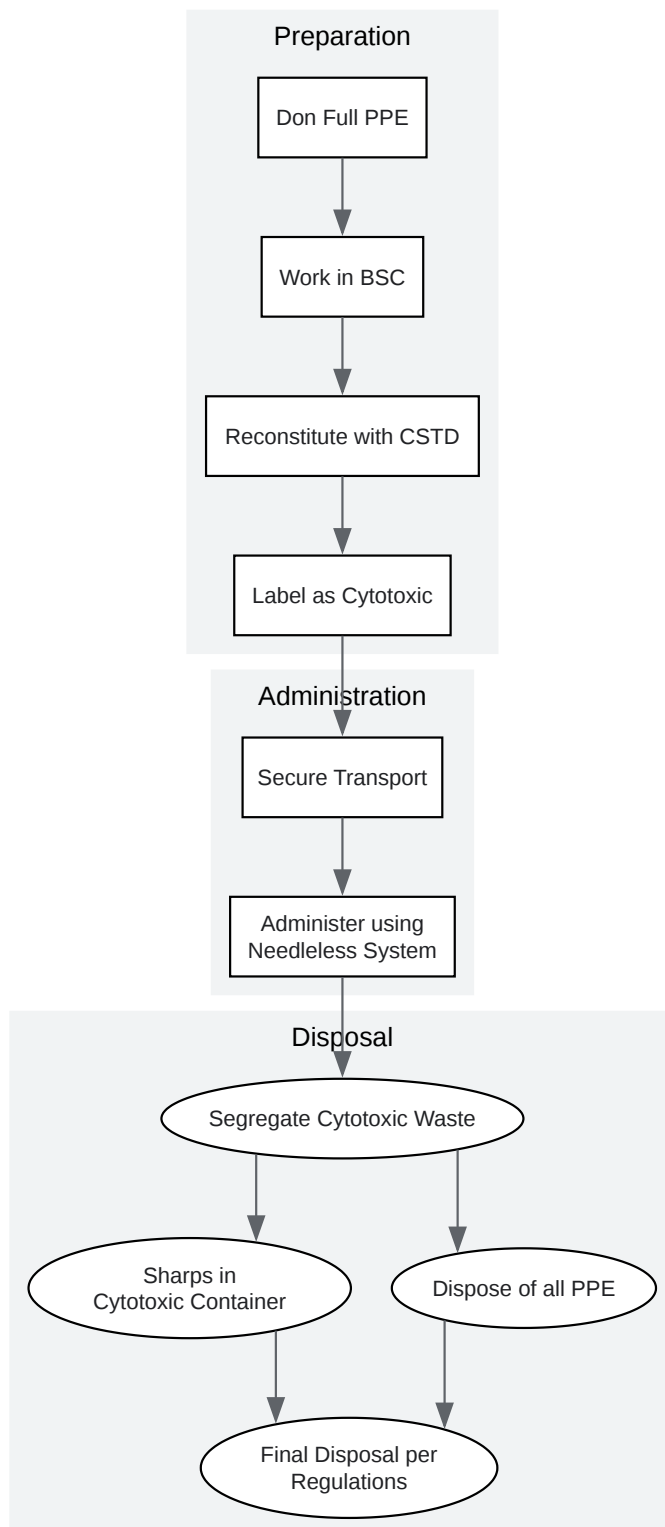 Preparation
Don Full PPE
Work in BSC
Reconstitute with CSTD
Label as Cytotoxic
Administration
Secure Transport
Administer using
Needleless System
Disposal
Segregate Cytotoxic Waste
Sharps in
Cytotoxic Container
Dispose of all PPE
Final Disposal per
Regulations